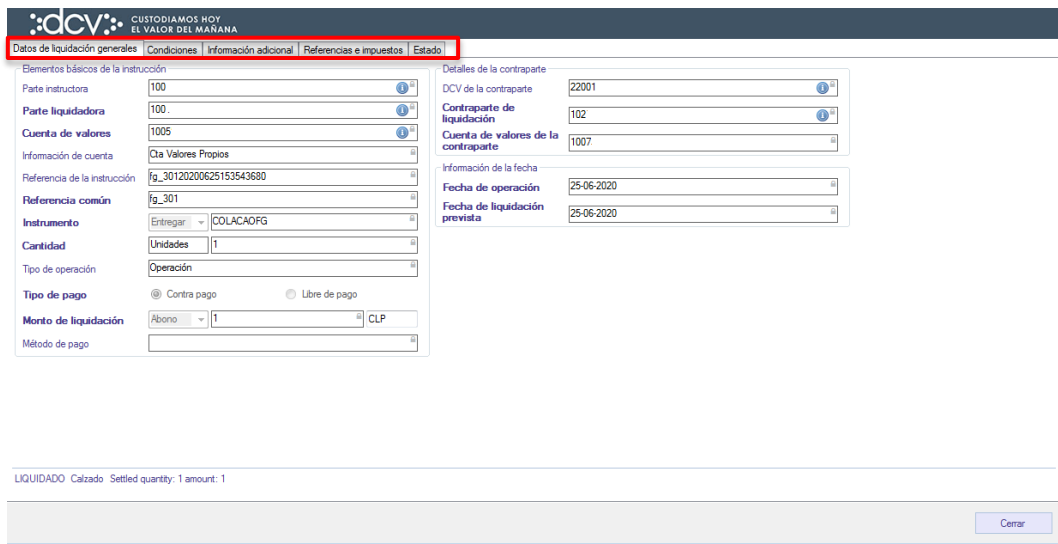 dcv
CUSTODIAMOS HOY
EL VALOR DEL MAÑANA
Datos de liquidación generales Condiciones Información adicional Referencias e impuestos Estado
Elementos básicos de la instrucción
Parte instructora 100
Parte liquidadora 100 .
Cuenta de valores 1005
Información de cuenta Cta Valores Propios
Referencia de la instrucción fg_30120200625153543680
Referencia común fg_301
Instrumento Entregar COLACAOFG
Cantidad Unidades 1
Tipo de operación Operación
Tipo de pago Contra pago Libre de pago
Monto de liquidación Abono 1 CLP
Método de pago
Detalles de la contraparte
DCV de la contraparte 22001
Contraparte de
liquidación 102
Cuenta de valores de la
contraparte 1007
Información de la fecha
Fecha de operación 25-06-2020
Fecha de liquidación
prevista 25-06-2020
LIQUIDADO Calzado Settled quantity: 1 amount: 1
Cerrar